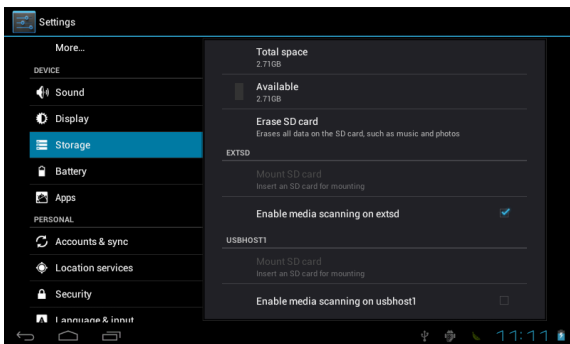 Settings
More...
DEVICE
Sound
Display
Storage
Battery
Apps
PERSONAL
Accounts & sync
Location services
Security
Language & input
Total space
2.71GB
Available
2.71GB
Erase SD card
Erases all data on the SD card, such as music and photos
EXTSD
Mount SD card
Insert an SD card for mounting
Enable media scanning on extsd
USBHOST1
Mount SD card
Insert an SD card for mounting
Enable media scanning on usbhost1
11:11